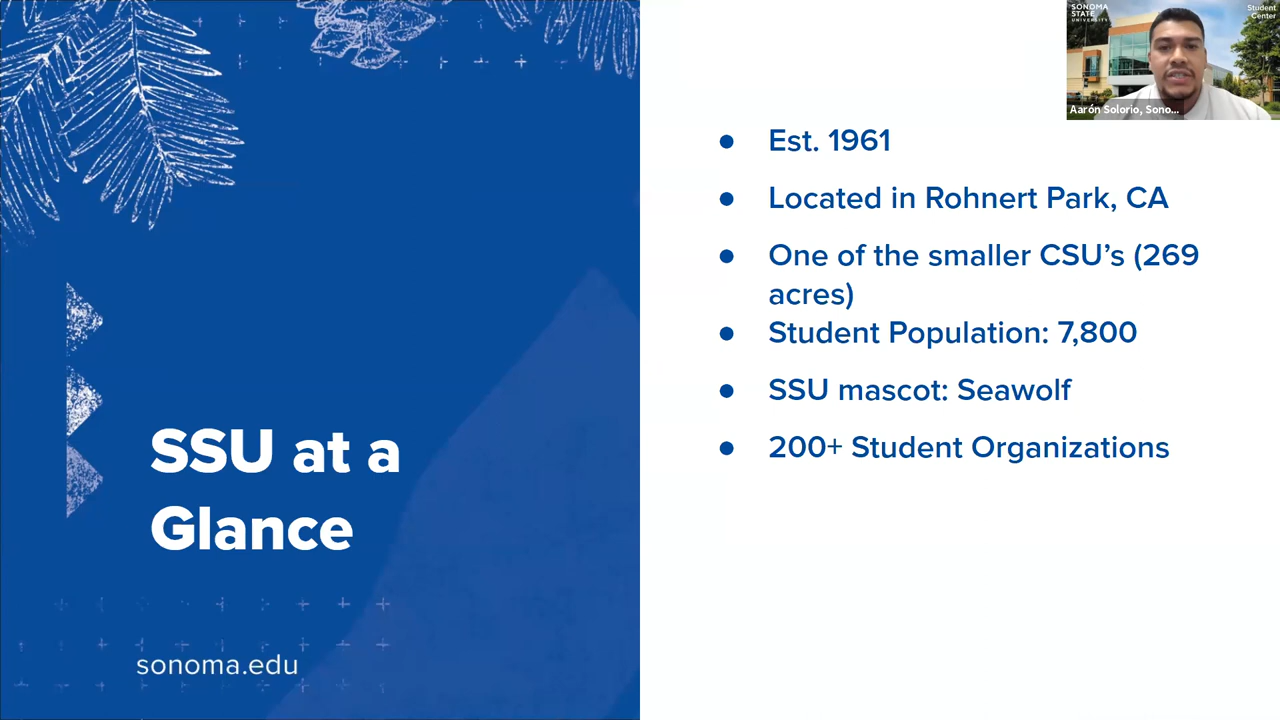 SSU at a
Glance
sonoma.edu
● Est. 1961
● Located in Rohnert Park, CA
● One of the smaller CSU’s (269
acres)
● Student Population: 7,800
● SSU mascot: Seawolf
● 200+ Student Organizations
SONOMA
STATE
UNIVERSITY
Student
Center
Aarón Solorio, Sono...